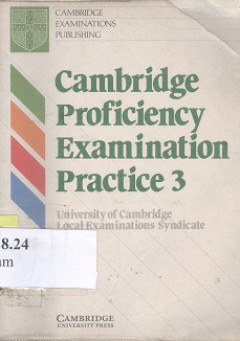 CAMBRIDGE
EXAMINATIONS
PUBLISHING
Cambridge
Proficiency
Examination
Practice 3
University of Cambridge
Local Examinations Syndicate
8.24
am
CAMBRIDGE
UNIVERSITY PRESS